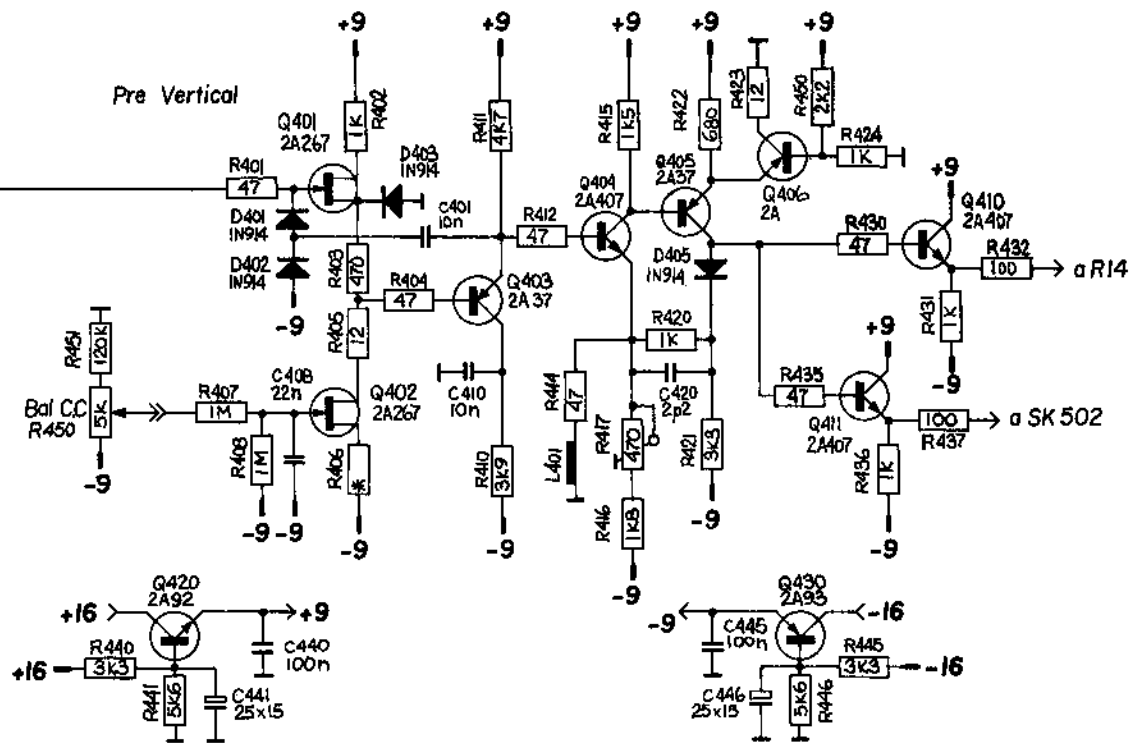 Pre Vertical
+9
+9
+9
+9
+9
R402
1K
R411
4K7
R415
1K5
R422
680
R423
12
R450
2K2
Q401
2A267
R401
47
D403
1N914
D401
1N914
D402
1N914
-9
C401
10n
R403
470
R404
47
Q403
2A37
R405
12
R412
47
Q404
2A407
Q405
2A37
Q406
2A
R424
1K
D405
1N914
R430
47
+9
Q410
2A407
R432
100
a R14
R431
1K
-9
R451
120K
Bal C.C
R450
5K
-9
R407
1M
C408
22n
R408
1M
-9
-9
Q402
2A267
R406
*
-9
C410
10n
R410
3K9
-9
R414
47
L401
R420
1K
C420
2p2
R417
470
R416
1K8
-9
R421
3K3
-9
R435
47
+9
Q411
2A407
100
R437
a SK502
R436
1K
-9
Q420
2A92
+16
+9
R440
3K3
+16
C440
100n
R441
5K6
C441
25x15
Q430
2A93
-9
-16
C445
100n
R445
3K3
-16
C446
25x15
R446
5K6